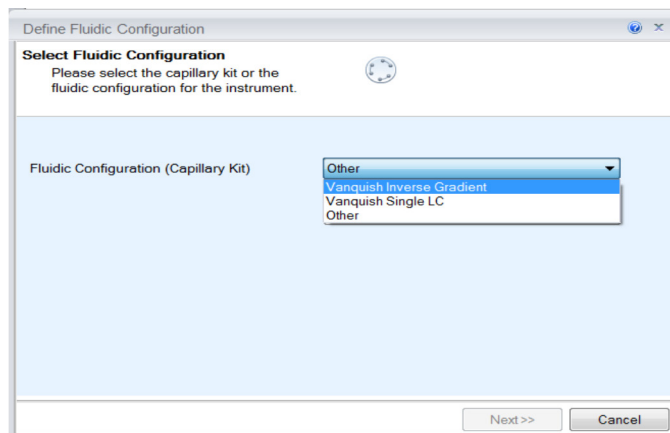 Define Fluidic Configuration
Select Fluidic Configuration
Please select the capillary kit or the
fluidic configuration for the instrument.
Fluidic Configuration (Capillary Kit)
Other
Vanquish Inverse Gradient
Vanquish Single LC
Other
Next >>
Cancel